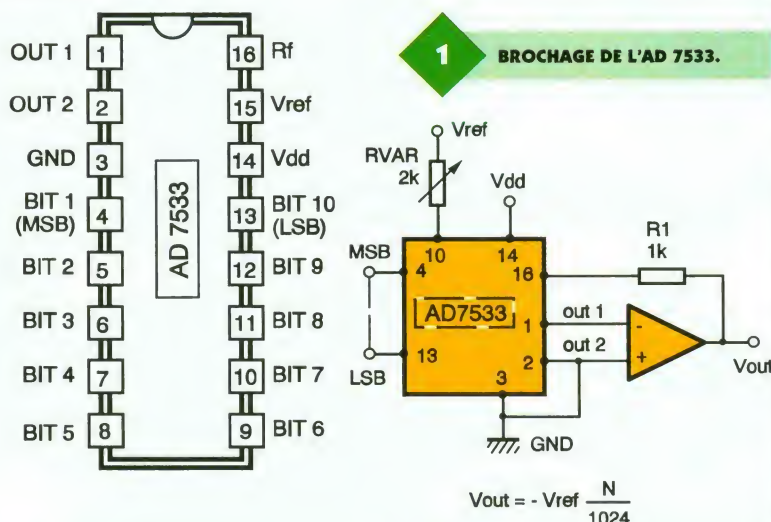 1
BROCHAGE DE L'AD 7533.
OUT 1
1
16
Rf
OUT 2
2
15
Vref
GND
3
14
Vdd
BIT 1
(MSB)
4
13
BIT 10
(LSB)
BIT 2
5
12
BIT 9
BIT 3
6
11
BIT 8
BIT 4
7
10
BIT 7
BIT 5
8
9
BIT 6
AD 7533
Vref
RVAR
2k
Vdd
R1
1k
MSB
4
10
14
16
AD7533
1
out 1
-
13
LSB
2
out 2
+
Vout
3
GND
Vout = - Vref N
1024